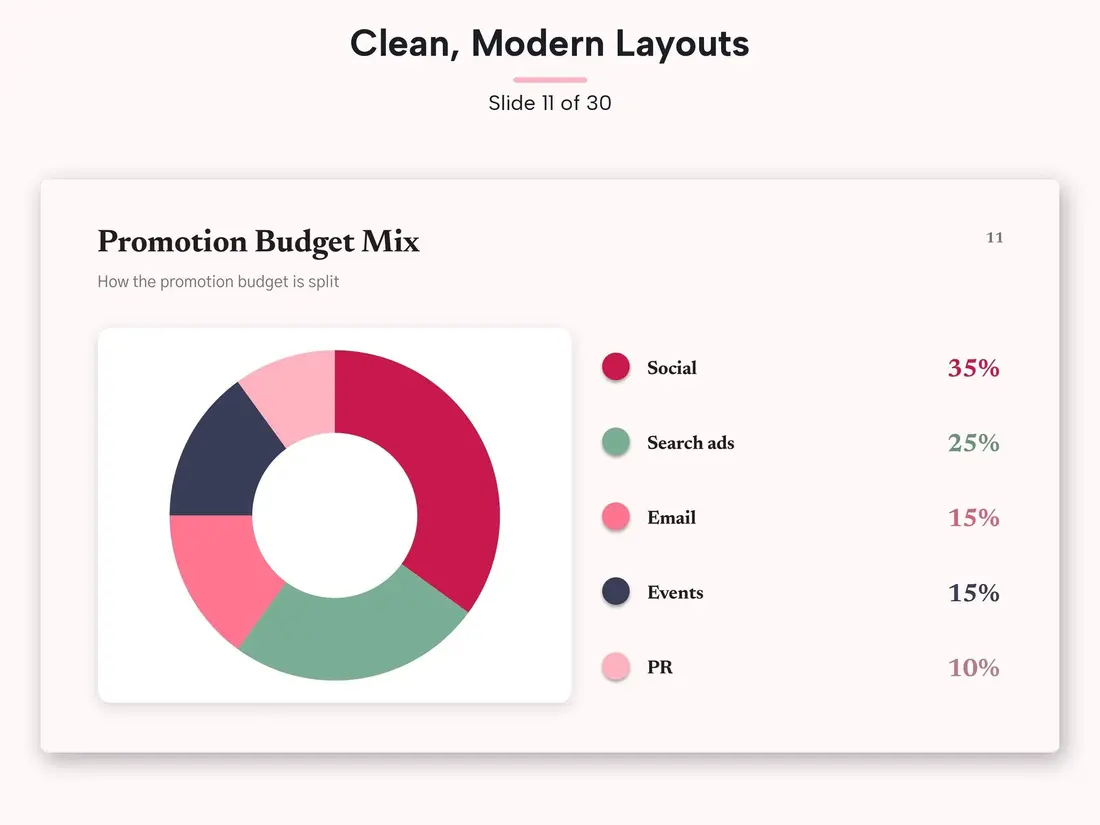 Clean, Modern Layouts
Slide 11 of 30
Promotion Budget Mix
11
How the promotion budget is split
Social 35%
Search ads 25%
Email 15%
Events 15%
PR 10%